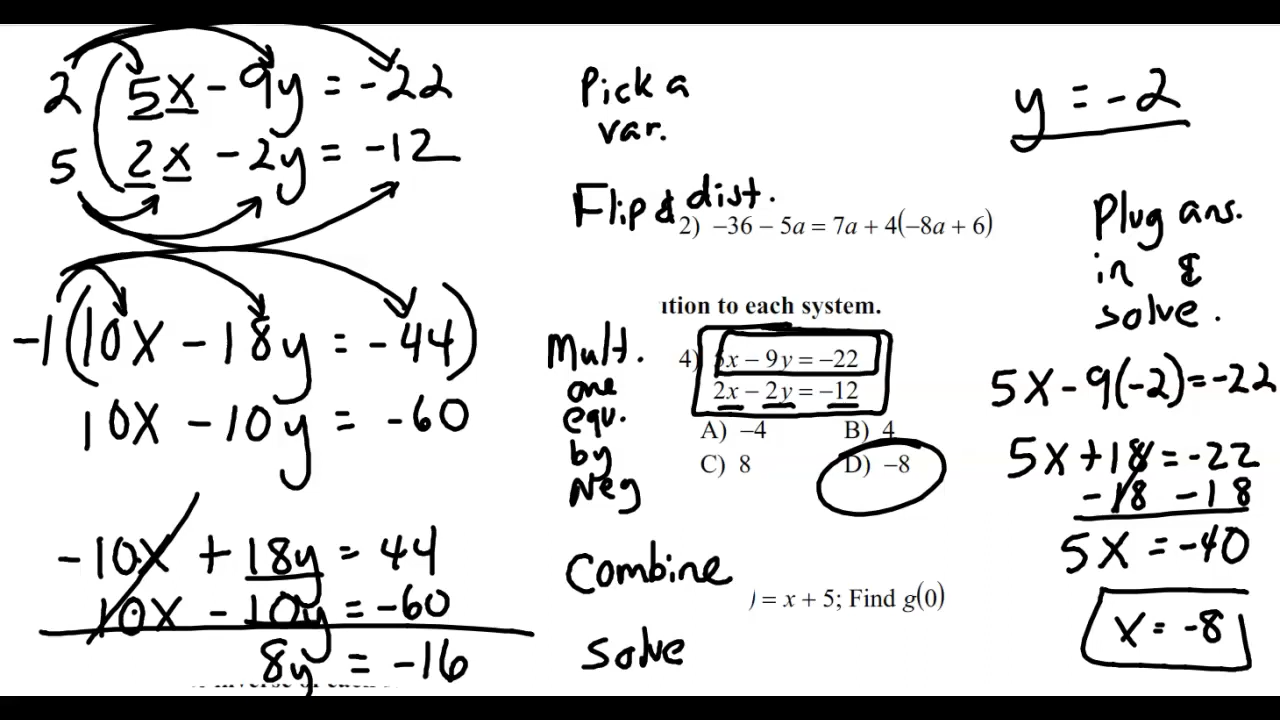 2 5x - 9y = -22
5 2x - 2y = -12
-1(10x - 18y = -44)
10x - 10y = -60
-10x + 18y = 44
10x - 10y = -60
8y = -16
Pick a
var.
Flip & dist.
2) −36 − 5a = 7a + 4(−8a + 6)
ution to each system.
Mult.
one
equ.
by
Neg
4) 5x − 9y = −22
2x − 2y = −12
A) −4 B) 4
C) 8 D) −8
Combine
) = x + 5; Find g(0)
solve
y = -2
Plug ans.
in &
solve.
5x - 9(-2) = -22
5x + 18 = -22
-18 -18
5x = -40
x = -8